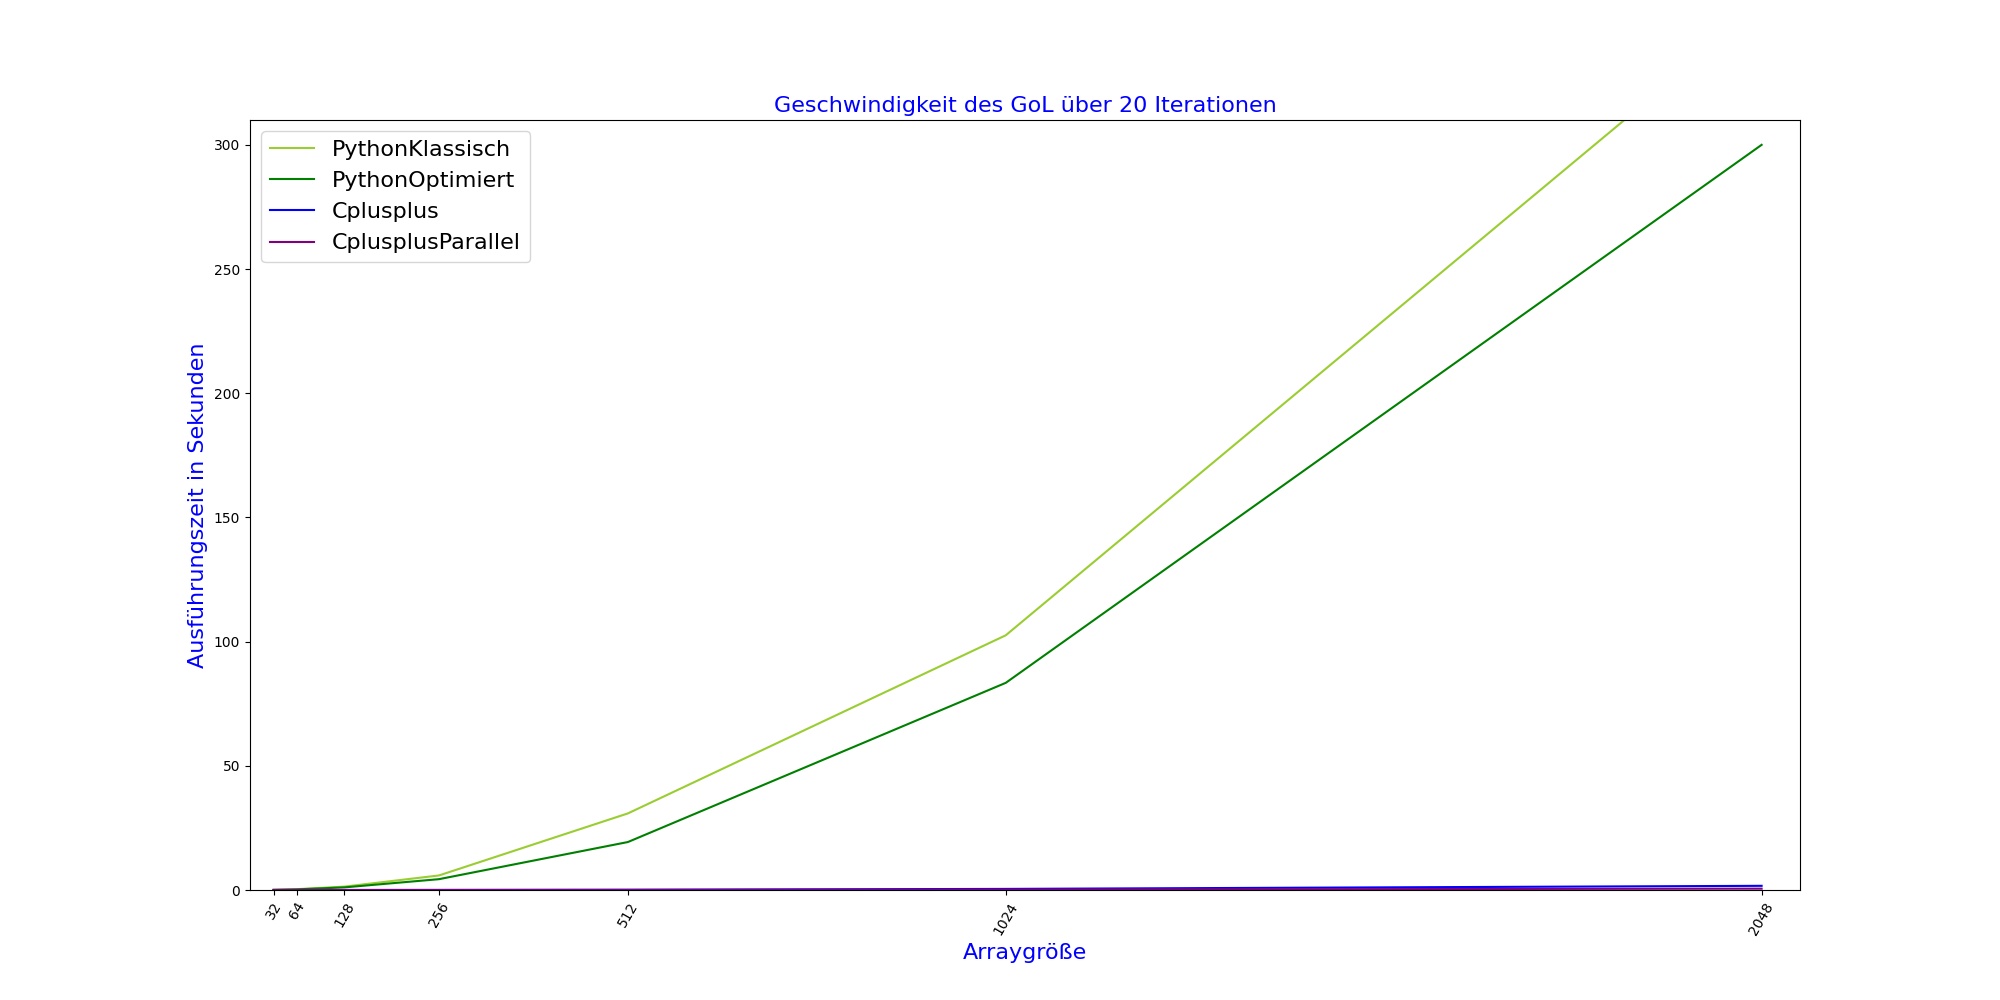 Geschwindigkeit des GoL über 20 Iterationen
PythonKlassisch
PythonOptimiert
Cplusplus
CplusplusParallel
Ausführungszeit in Sekunden
300
250
200
150
100
50
0
32
64
128
256
512
1024
2048
Arraygröße